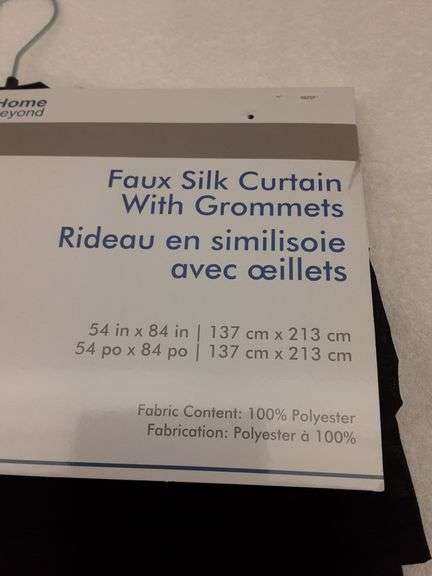 Home
eyond
Faux Silk Curtain
With Grommets
Rideau en similisoie
avec œillets
54 in x 84 in | 137 cm x 213 cm
54 po x 84 po | 137 cm x 213 cm
Fabric Content: 100% Polyester
Fabrication: Polyester à 100%